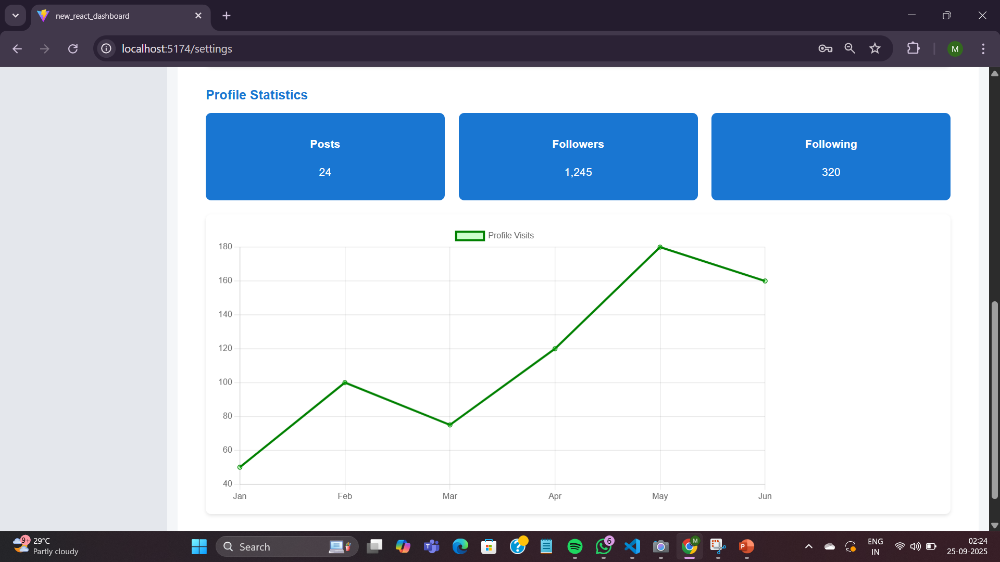 new_react_dashboard
localhost:5174/settings
M
Profile Statistics
Posts
24
Followers
1,245
Following
320
Profile Visits
180
160
140
120
100
80
60
40
Jan Feb Mar Apr May Jun
9+
29°C
Partly cloudy
Search
6
M
ENG
IN
02:24
25-09-2025